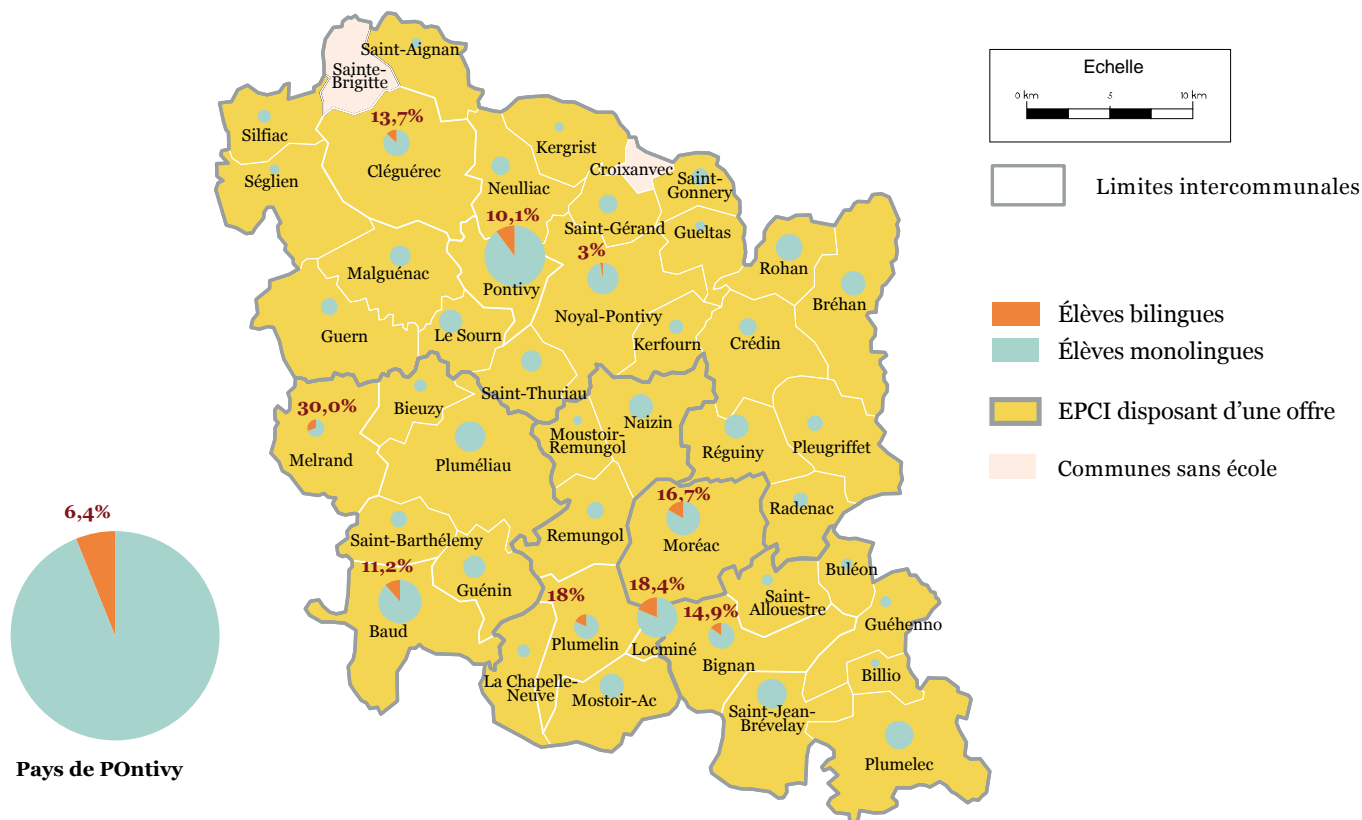 Saint-Aignan
Sainte-
Brigitte
Echelle
0 km
5
10 km
13,7%
Silfiac
Kergrist
Cléguérec
Croixanvec
Séglien
Neulliac
Saint-
Gonnery
Limites intercommunales
10,1%
Saint-Gérand
Gueltas
3%
Malguénac
Rohan
Pontivy
Bréhan
Noyal-Pontivy
Élèves bilingues
Guern
Le Sourn
Kerfourn
Crédin
Élèves monolingues
Saint-Thuriau
30,0%
Bieuzy
Naizin
EPCI disposant d’une offre
Moustoir-
Remungol
Melrand
Pluméliau
Réguiny
Pleugriffet
Communes sans école
16,7%
6,4%
Radenac
Saint-Barthélemy
Remungol
Moréac
11,2%
Buléon
Guénin
18%
18,4%
Saint-
Allouestre
14,9%
Guéhenno
Baud
Plumelin
Locminé
Bignan
Billio
La Chapelle-
Neuve
Mostoir-Ac
Saint-Jean-
Brévelay
Plumelec
Pays de POntivy